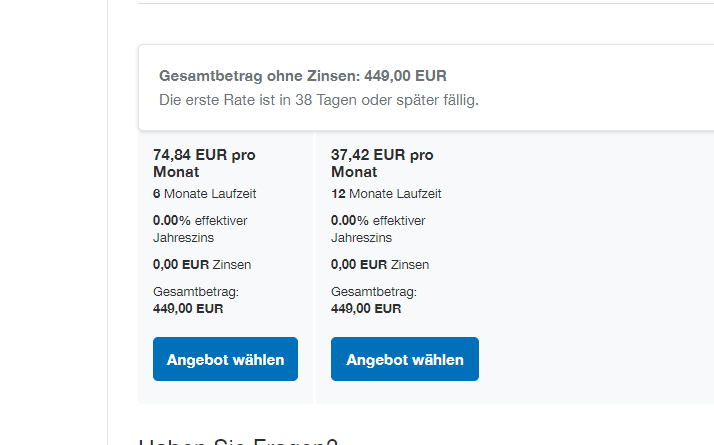 Gesamtbetrag ohne Zinsen: 449,00 EUR
Die erste Rate ist in 38 Tagen oder später fällig.
74,84 EUR pro
Monat
6 Monate Laufzeit
0.00% effektiver
Jahreszins
0,00 EUR Zinsen
Gesamtbetrag:
449,00 EUR
Angebot wählen
37,42 EUR pro
Monat
12 Monate Laufzeit
0.00% effektiver
Jahreszins
0,00 EUR Zinsen
Gesamtbetrag:
449,00 EUR
Angebot wählen
Haben Sie Fragen?